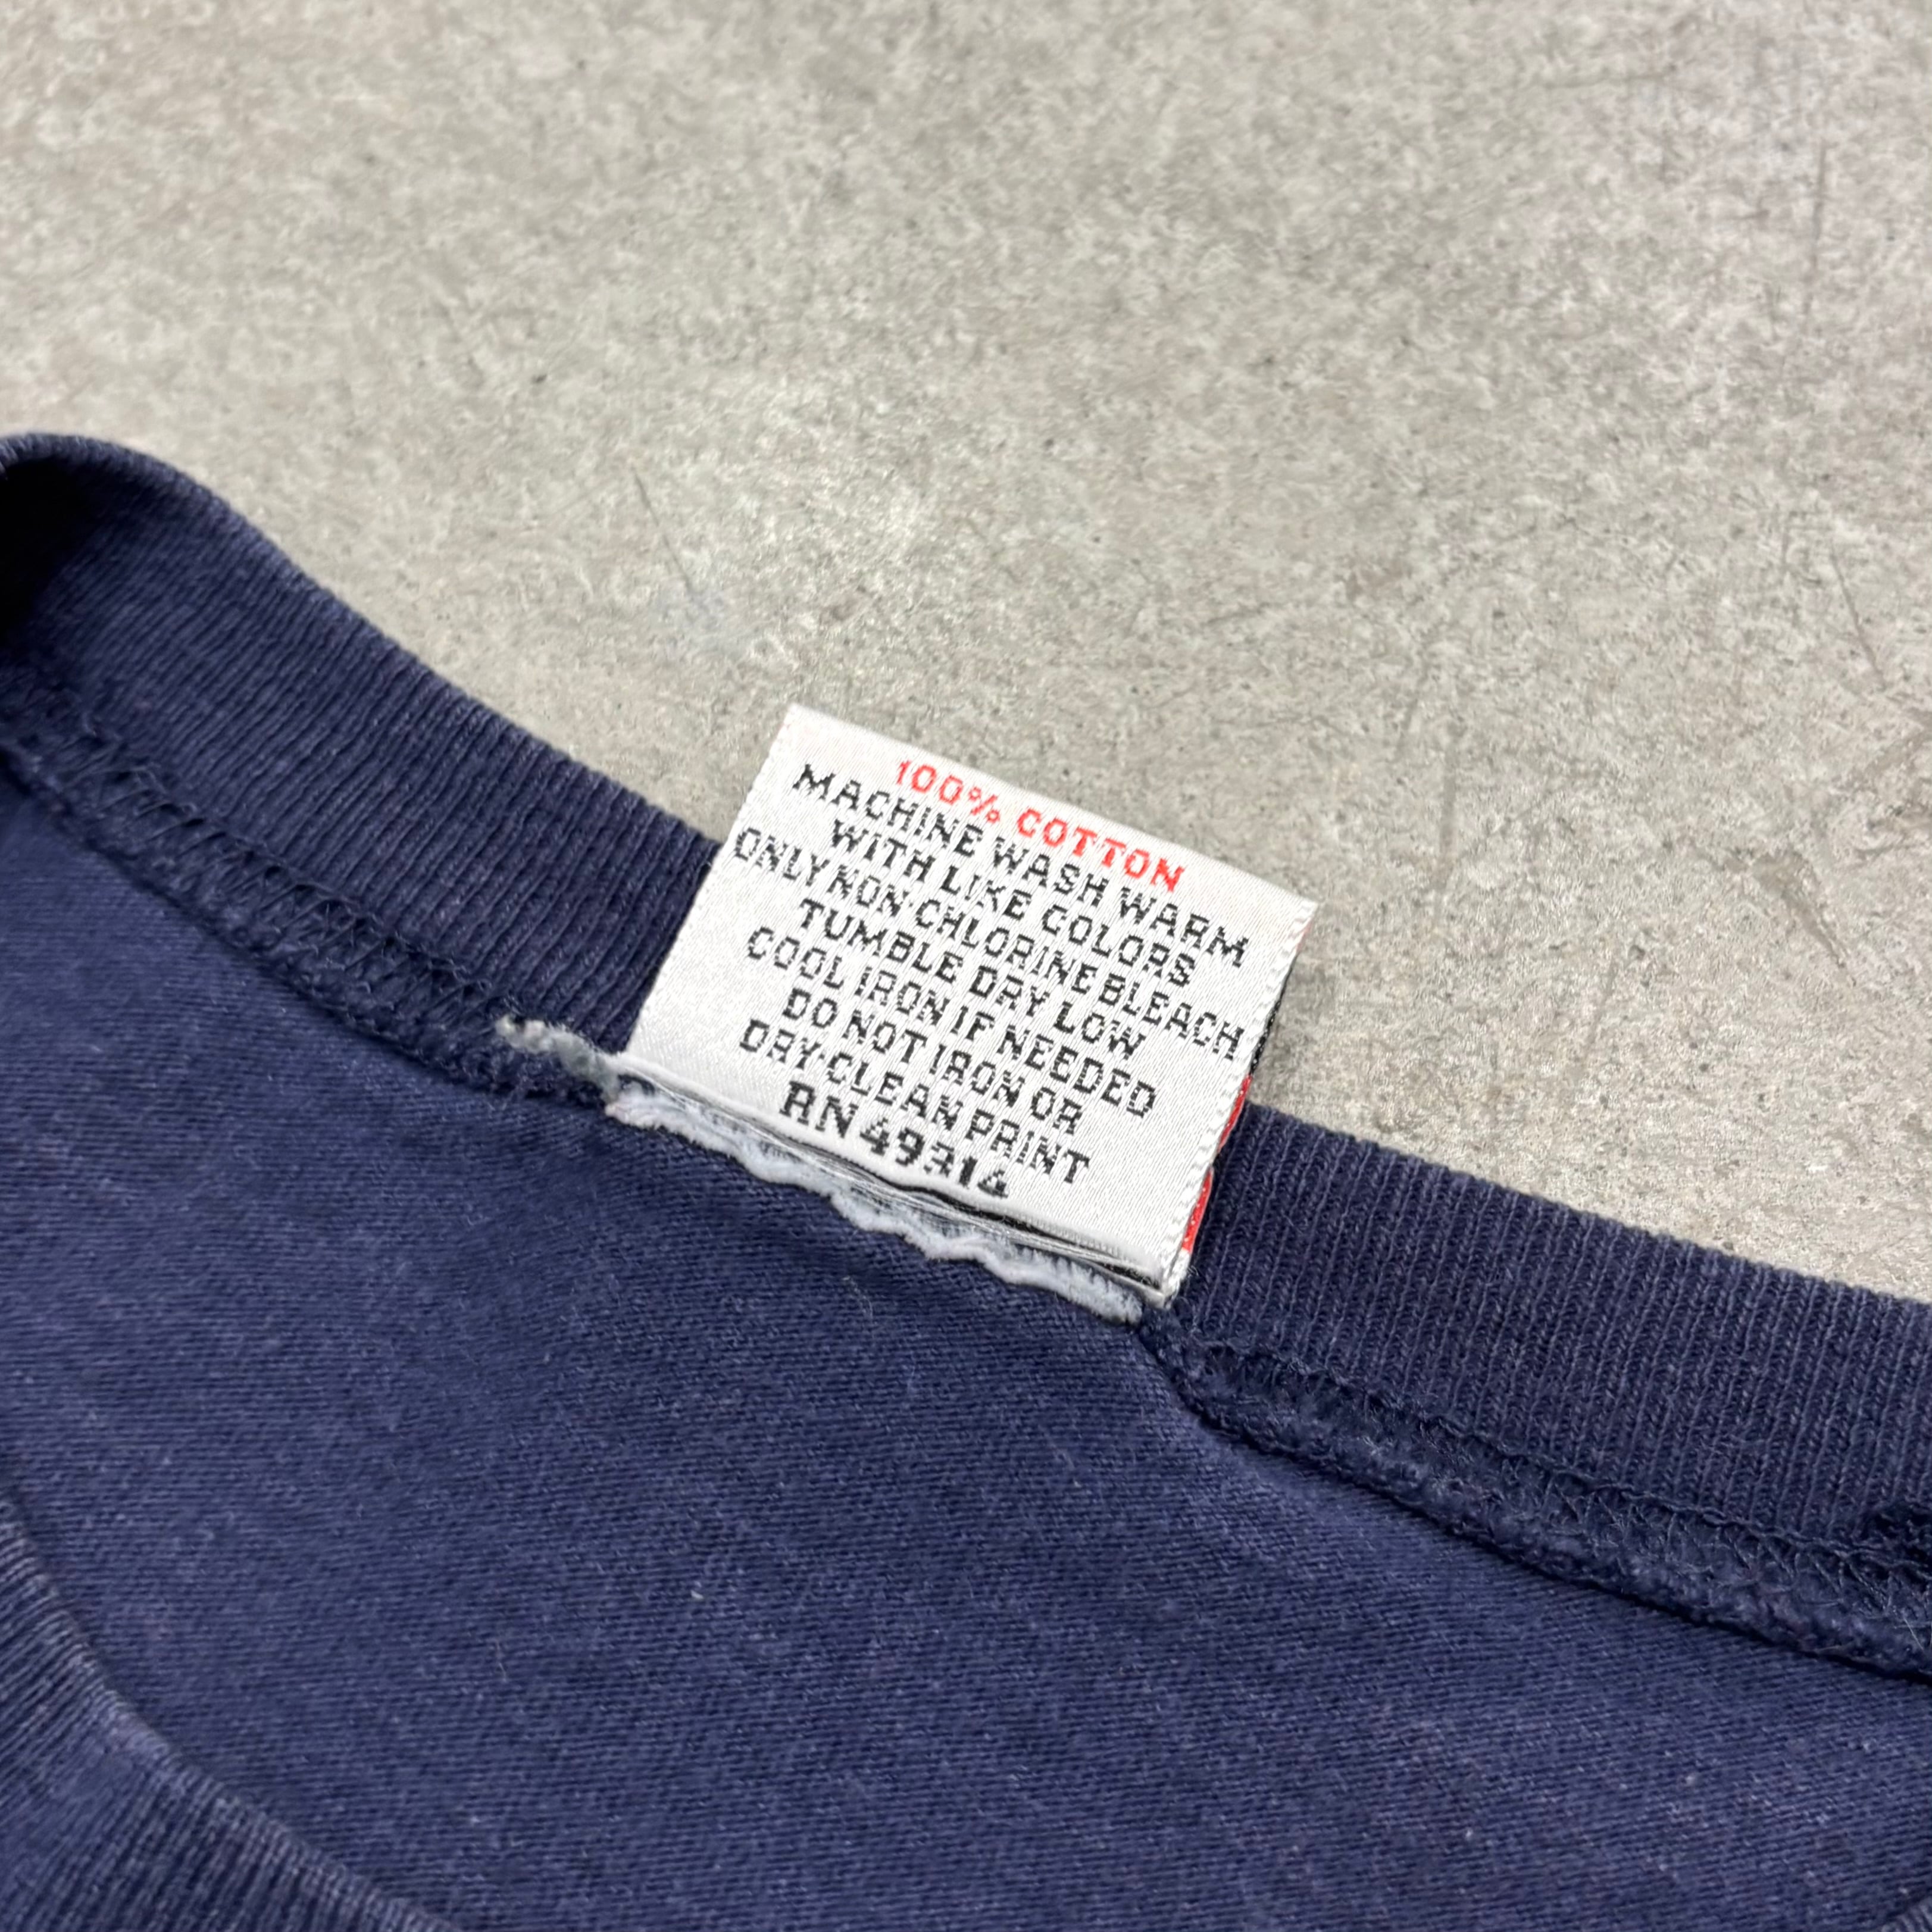 100% COTTON
MACHINE WASH WARM
WITH LIKE COLORS
ONLY NON-CHLORINE BLEACH
TUMBLE DRY LOW
COOL IRON IF NEEDED
DO NOT IRON OR
DRY-CLEAN PRINT
RN 49314